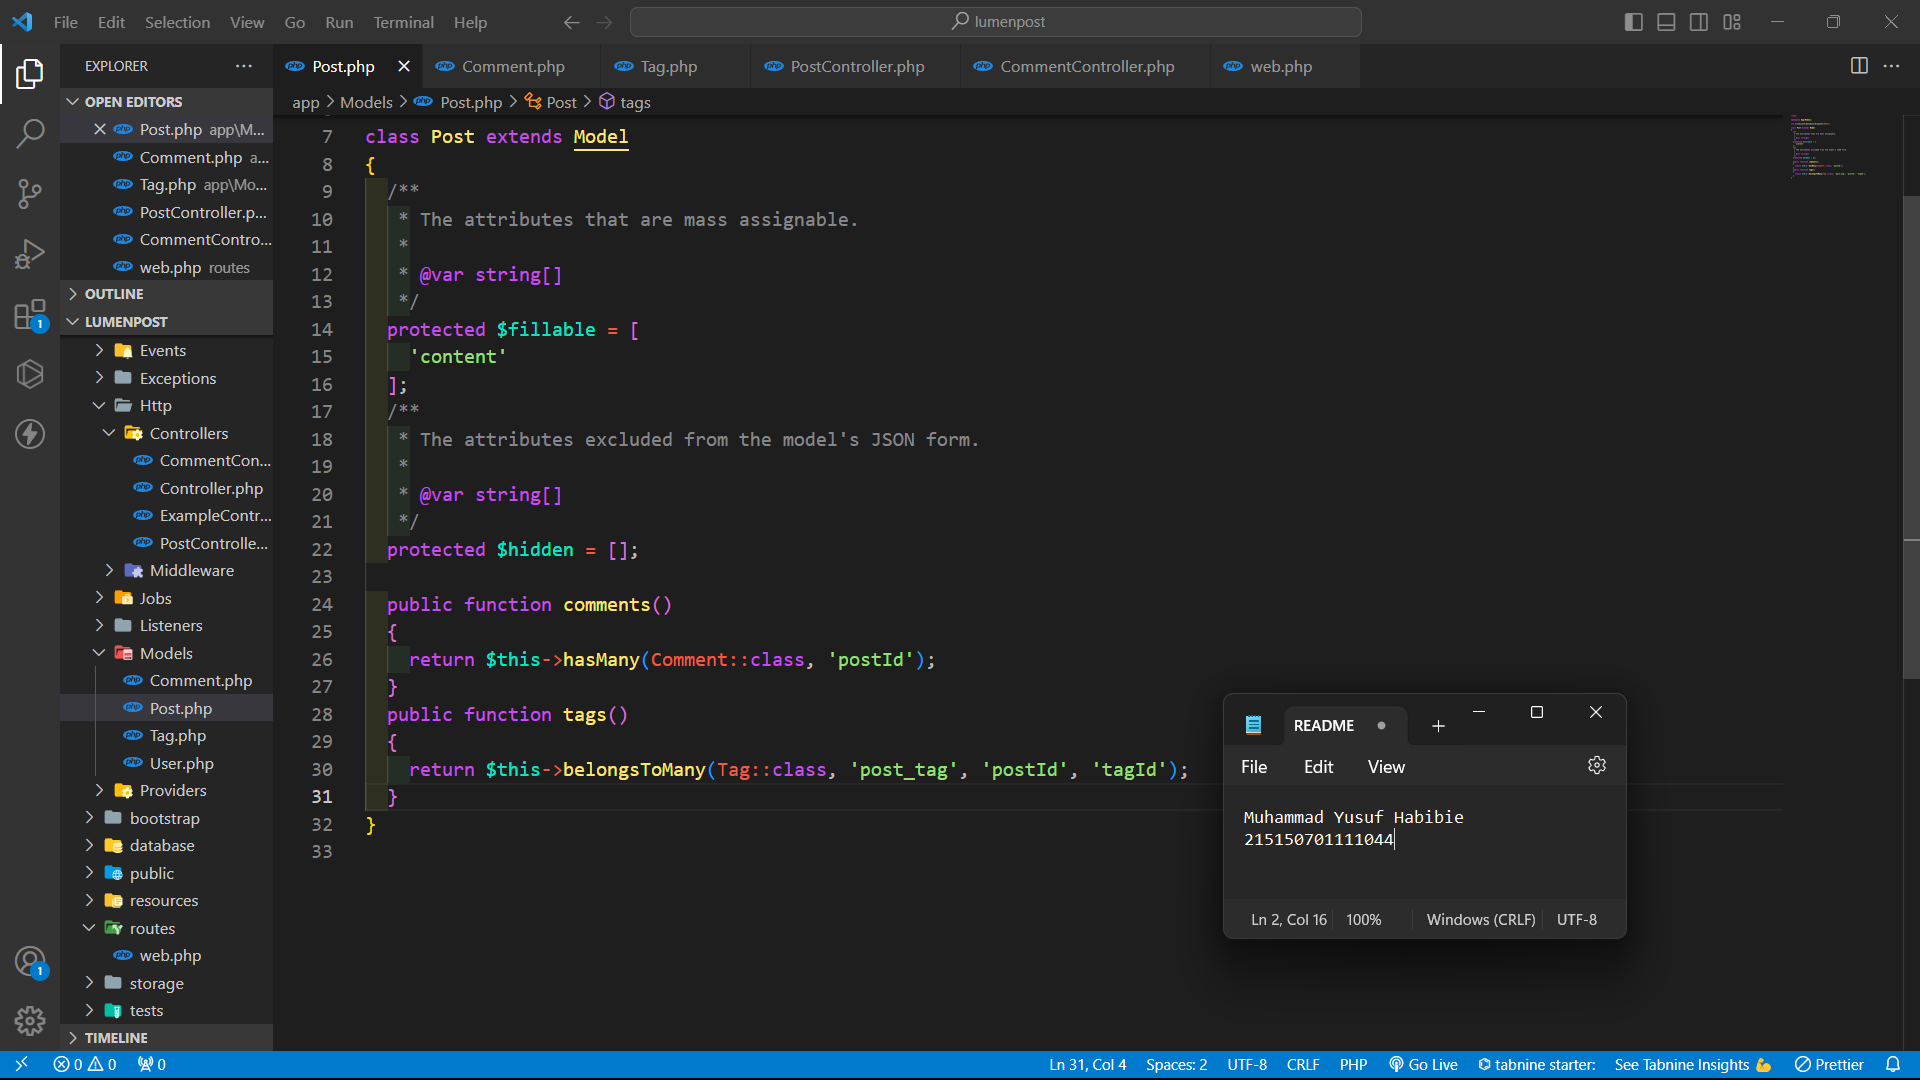 File Edit Selection View Go Run Terminal Help
lumenpost
EXPLORER
OPEN EDITORS
Post.php app\M...
Comment.php a...
Tag.php app\Mo...
PostController.p...
CommentContro...
web.php routes
OUTLINE
LUMENPOST
Events
Exceptions
Http
Controllers
CommentCon...
Controller.php
ExampleContr...
PostControlle...
Middleware
Jobs
Listeners
Models
Comment.php
Post.php
Tag.php
User.php
Providers
bootstrap
database
public
resources
routes
web.php
storage
tests
TIMELINE
Post.php Comment.php Tag.php PostController.php CommentController.php web.php
app > Models > Post.php > Post > tags
7 class Post extends Model
8 {
9 /**
10 * The attributes that are mass assignable.
11 *
12 * @var string[]
13 */
14 protected $fillable = [
15 'content'
16 ];
17 /**
18 * The attributes excluded from the model's JSON form.
19 *
20 * @var string[]
21 */
22 protected $hidden = [];
23
24 public function comments()
25 {
26 return $this->hasMany(Comment::class, 'postId');
27 }
28 public function tags()
29 {
30 return $this->belongsToMany(Tag::class, 'post_tag', 'postId', 'tagId');
31 }
32 }
33
README
File Edit View
Muhammad Yusuf Habibie
215150701111044
Ln 2, Col 16 100% Windows (CRLF) UTF-8
0 0 0 Ln 31, Col 4 Spaces: 2 UTF-8 CRLF PHP Go Live tabnine starter: See Tabnine Insights Prettier